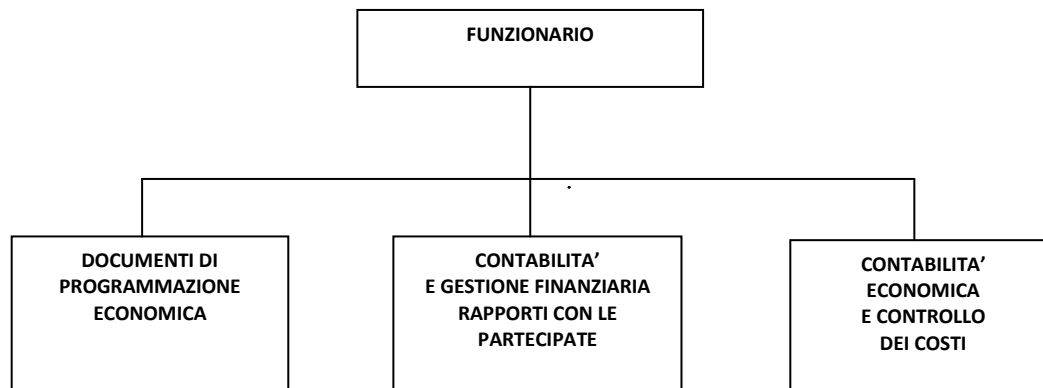 FUNZIONARIO
DOCUMENTI DI
PROGRAMMAZIONE
ECONOMICA
CONTABILITA’
E GESTIONE FINANZIARIA
RAPPORTI CON LE
PARTECIPATE
CONTABILITA’
ECONOMICA
E CONTROLLO
DEI COSTI